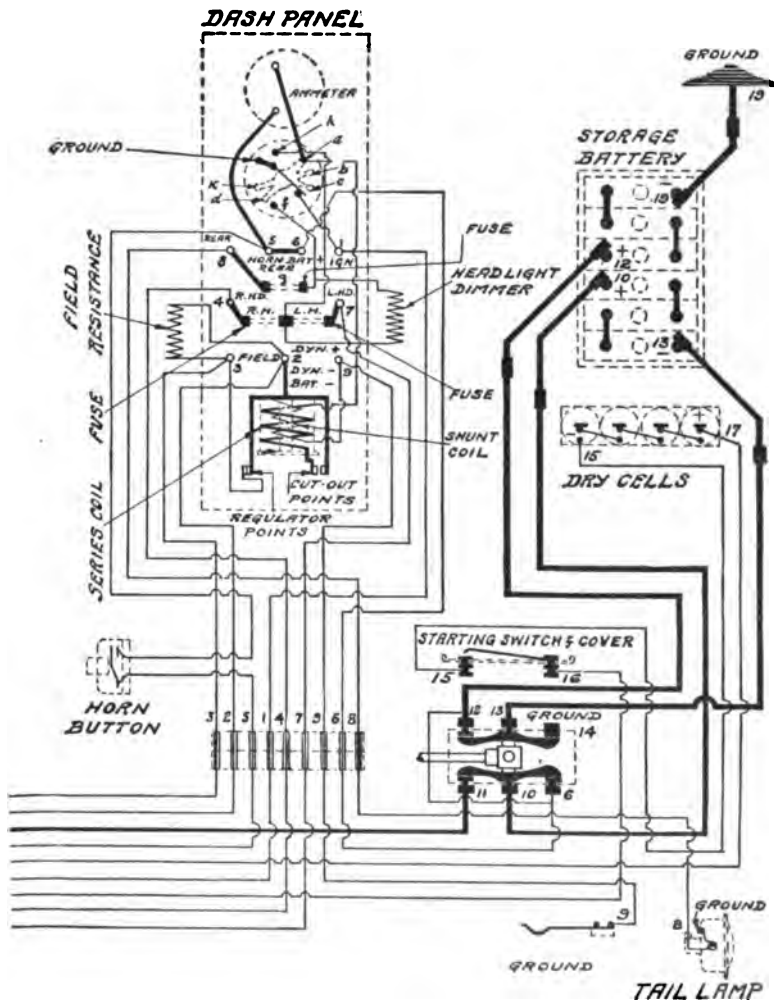 DASH PANEL
GROUND
19
AMMETER
h
a
GROUND
STORAGE
BATTERY
b
c
K
d
f
19
FUSE
REAR
5
6
1
8
HORN BAT + IGN
REAR
+
12
10
+
HEADLIGHT
DIMMER
FIELD
RESISTANCE
R.HD.
L.HD.
4
R.H.
L.H.
7
13
DYN. +
FIELD
3
2
9
DYN. -
BAT. -
FUSE
FUSE
17
15
DRY CELLS
SHUNT
COIL
CUT-OUT
POINTS
REGULATOR
POINTS
SERIES COIL
STARTING SWITCH & COVER
15
16
HORN
BUTTON
3 2 5 1 4 7 9 6 8
12
13
GROUND
14
11
10
6
9
GROUND
8
GROUND
TAIL LAMP